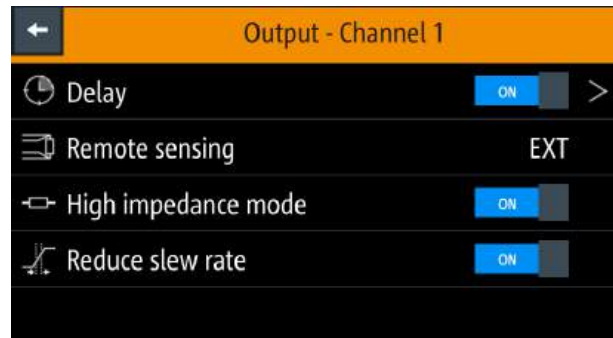 Output - Channel 1
Delay ON >
Remote sensing EXT
High impedance mode ON
Reduce slew rate ON